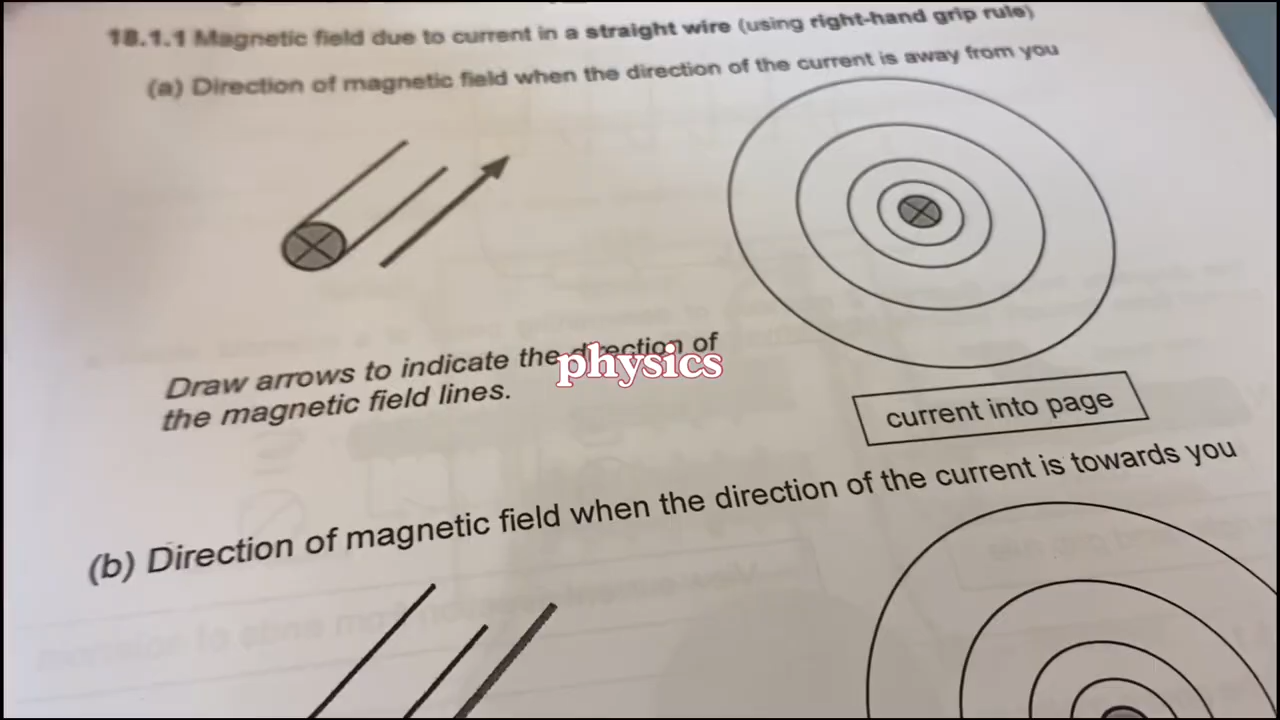 18.1.1 Magnetic field due to current in a straight wire (using right-hand grip rule)
(a) Direction of magnetic field when the direction of the current is away from you
Draw arrows to indicate the direction of
the magnetic field lines.
physics
current into page
(b) Direction of magnetic field when the direction of the current is towards you